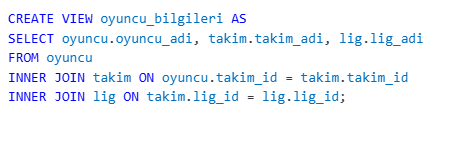 CREATE VIEW oyuncu_bilgileri AS
SELECT oyuncu.oyuncu_adi, takim.takim_adi, lig.lig_adi
FROM oyuncu
INNER JOIN takim ON oyuncu.takim_id = takim.takim_id
INNER JOIN lig ON takim.lig_id = lig.lig_id;